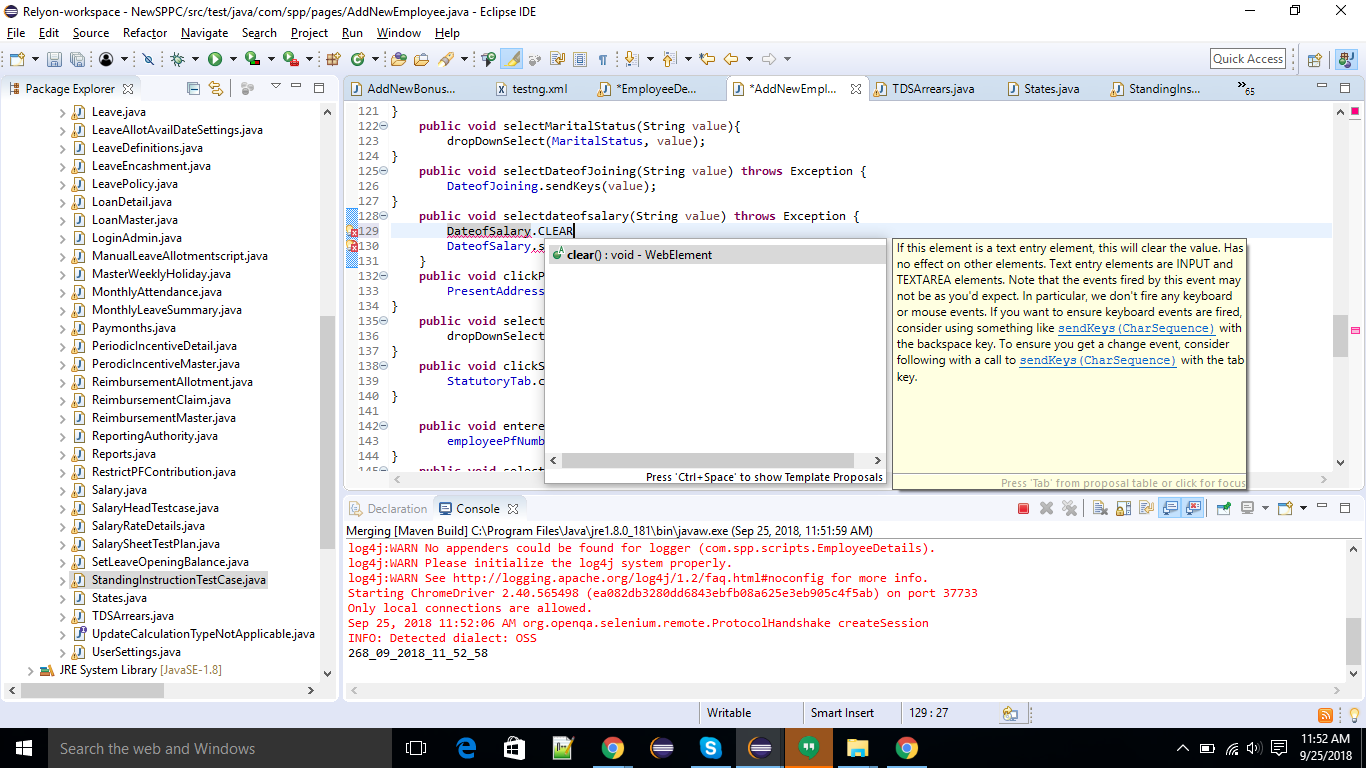 Relyon-workspace - NewSPPC/src/test/java/com/spp/pages/AddNewEmployee.java - Eclipse IDE
File Edit Source Refactor Navigate Search Project Run Window Help
Quick Access
Package Explorer
Leave.java
LeaveAllotAvailDateSettings.java
LeaveDefinitions.java
LeaveEncashment.java
LeavePolicy.java
LoanDetail.java
LoanMaster.java
LoginAdmin.java
ManualLeaveAllotmentscript.java
MasterWeeklyHoliday.java
MonthlyAttendance.java
MonthlyLeaveSummary.java
Paymonths.java
PeriodicIncentiveDetail.java
PerodicIncentiveMaster.java
ReimbursementAllotment.java
ReimbursementClaim.java
ReimbursementMaster.java
ReportingAuthority.java
Reports.java
RestrictPFContribution.java
Salary.java
SalaryHeadTestcase.java
SalaryRateDetails.java
SalarySheetTestPlan.java
SetLeaveOpeningBalance.java
StandingInstructionTestCase.java
States.java
TDSArrears.java
UpdateCalculationTypeNotApplicable.java
UserSettings.java
JRE System Library [JavaSE-1.8]
AddNewBonus... testng.xml *EmployeeDe... *AddNewEmpl... TDSArrears.java States.java StandingIns... »65
121 }
122 public void selectMaritalStatus(String value){
123 dropDownSelect(MaritalStatus, value);
124 }
125 public void selectDateofJoining(String value) throws Exception {
126 DateofJoining.sendKeys(value);
127 }
128 public void selectdateofsalary(String value) throws Exception {
129 DateofSalary.CLEAR
130 DateofSalary.s
131 }
132 public void clickP
133 PresentAddress
134 }
135 public void select
136 dropDownSelect
137 }
138 public void clickS
139 StatutoryTab.c
140 }
141
142 public void entere
143 employeePfNumb
144 }
145 public void select
clear() : void - WebElement
Press 'Ctrl+Space' to show Template Proposals
If this element is a text entry element, this will clear the value. Has
no effect on other elements. Text entry elements are INPUT and
TEXTAREA elements. Note that the events fired by this event may
not be as you'd expect. In particular, we don't fire any keyboard
or mouse events. If you want to ensure keyboard events are fired,
consider using something like sendKeys(CharSequence) with
the backspace key. To ensure you get a change event, consider
following with a call to sendKeys(CharSequence) with the tab
key.
Press 'Tab' from proposal table or click for focus
Declaration Console
Merging [Maven Build] C:\Program Files\Java\jre1.8.0_181\bin\javaw.exe (Sep 25, 2018, 11:51:59 AM)
log4j:WARN No appenders could be found for logger (com.spp.scripts.EmployeeDetails).
log4j:WARN Please initialize the log4j system properly.
log4j:WARN See http://logging.apache.org/log4j/1.2/faq.html#noconfig for more info.
Starting ChromeDriver 2.40.565498 (ea082db3280dd6843ebfb08a625e3eb905c4f5ab) on port 37733
Only local connections are allowed.
Sep 25, 2018 11:52:06 AM org.openqa.selenium.remote.ProtocolHandshake createSession
INFO: Detected dialect: OSS
268_09_2018_11_52_58
Writable Smart Insert 129 : 27
Search the web and Windows
11:52 AM
9/25/2018